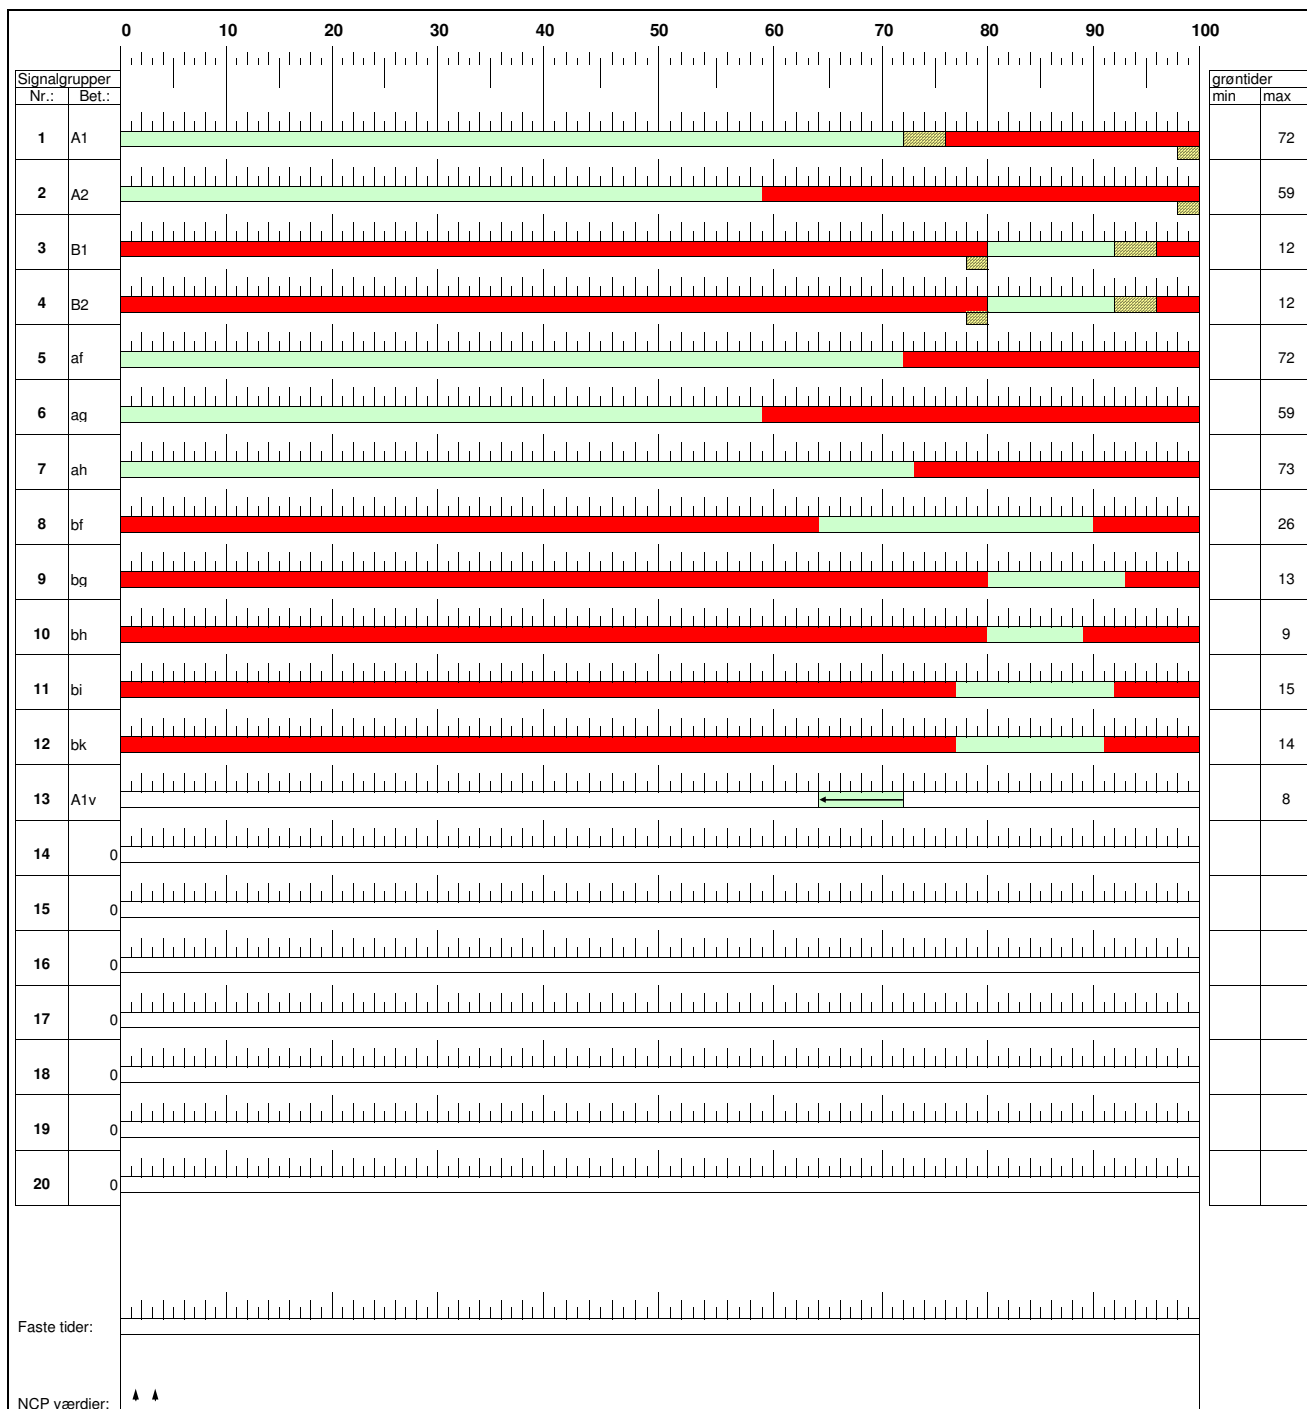 0 10 20 30 40 50 60 70 80 90 100
Signalgrupper grøntider
Nr.: Bet.: min max
1 A1 72
2 A2 59
3 B1 12
4 B2 12
5 af 72
6 ag 59
7 ah 73
8 bf 26
9 bg 13
10 bh 9
11 bi 15
12 bk 14
13 A1v 8
14 0
15 0
16 0
17 0
18 0
19 0
20 0
Faste tider:
NCP værdier: